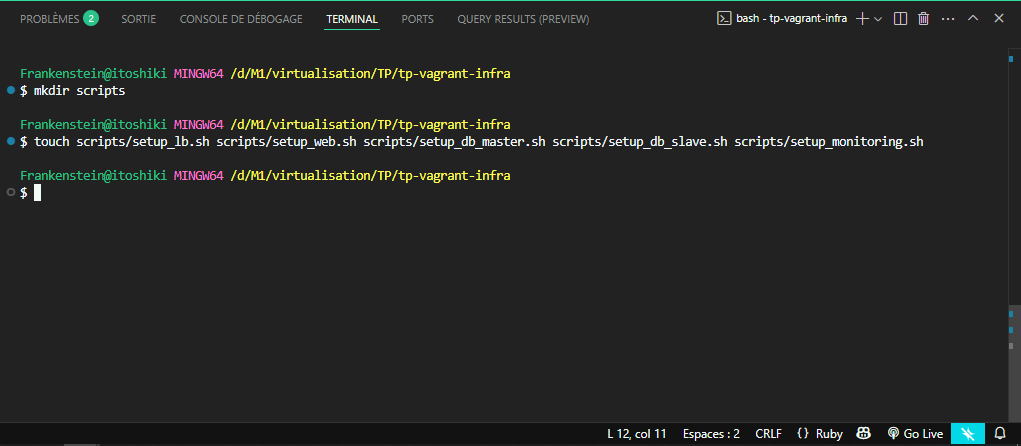 PROBLÈMES 2 SORTIE CONSOLE DE DÉBOGAGE TERMINAL PORTS QUERY RESULTS (PREVIEW) bash - tp-vagrant-infra
Frankenstein@itoshiki MINGW64 /d/M1/virtualisation/TP/tp-vagrant-infra
$ mkdir scripts
Frankenstein@itoshiki MINGW64 /d/M1/virtualisation/TP/tp-vagrant-infra
$ touch scripts/setup_lb.sh scripts/setup_web.sh scripts/setup_db_master.sh scripts/setup_db_slave.sh scripts/setup_monitoring.sh
Frankenstein@itoshiki MINGW64 /d/M1/virtualisation/TP/tp-vagrant-infra
$
L 12, col 11 Espaces : 2 CRLF {} Ruby Go Live